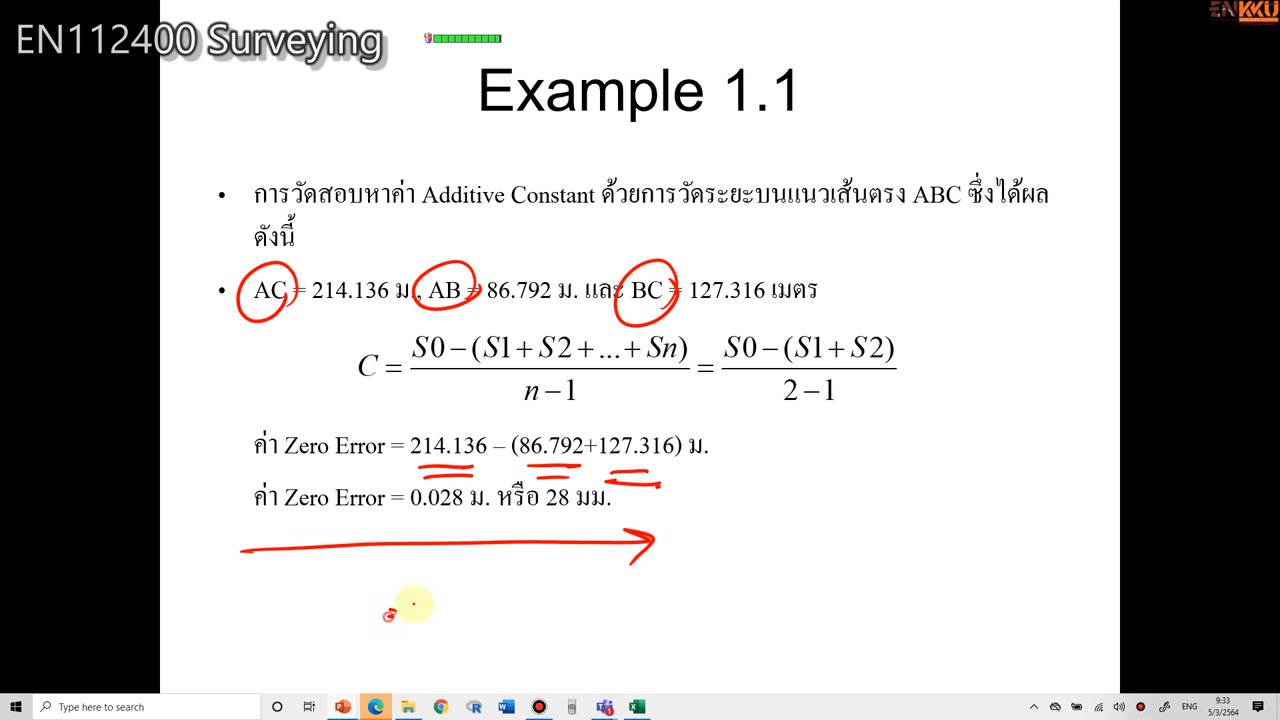 EN112400 Surveying
ENKKU
Example 1.1
• การวัดสอบหาค่า Additive Constant ด้วยการวัดระยะบนแนวเส้นตรง ABC ซึ่งได้ผล
ดังนี้
• AC = 214.136 ม., AB = 86.792 ม. และ BC = 127.316 เมตร
C = S0 – (S1 + S2 + ... + Sn) / n – 1 = S0 – (S1 + S2) / 2 – 1
ค่า Zero Error = 214.136 – (86.792+127.316) ม.
ค่า Zero Error = 0.028 ม. หรือ 28 มม.
Type here to search
ENG
9:33
5/3/2564